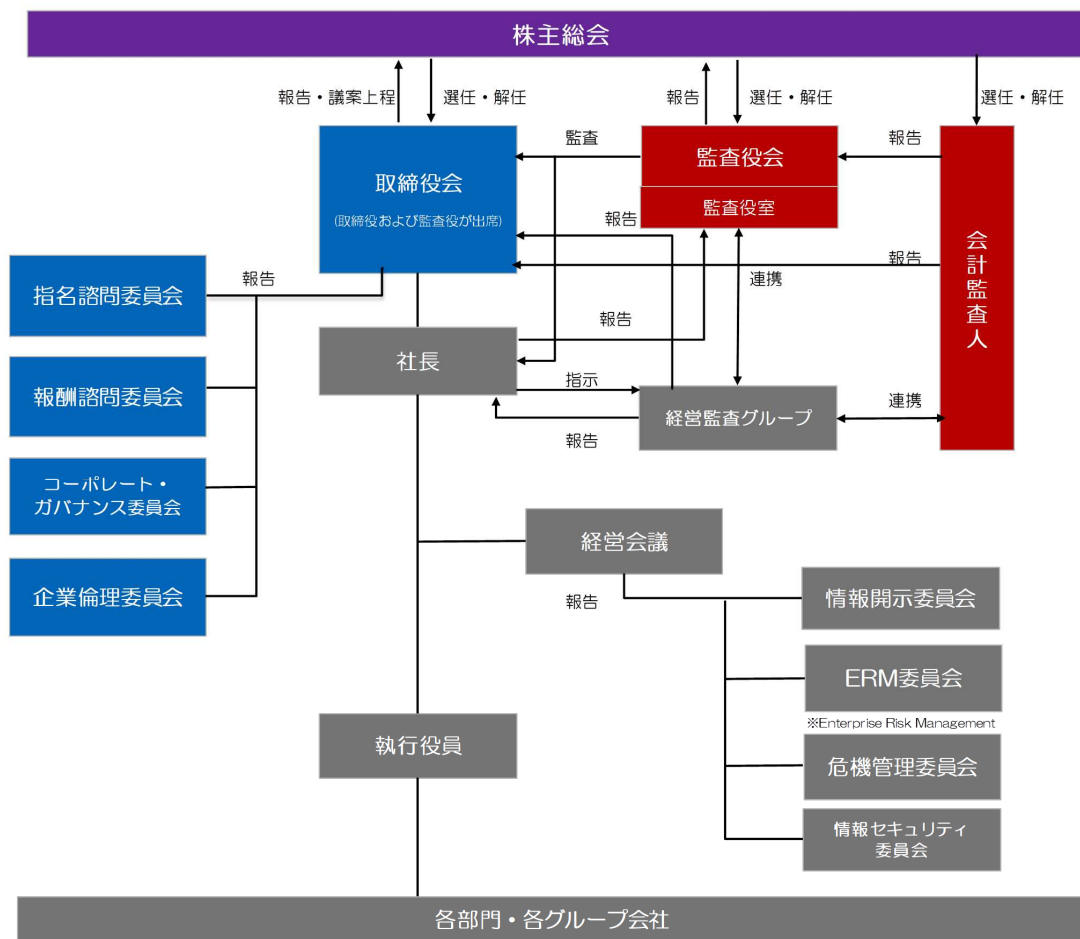 株主総会
報告・議案上程
選任・解任
報告
選任・解任
選任・解任
取締役会
(取締役および監査役が出席)
監査
監査役会
監査役室
報告
会計監査人
報告
報告
連携
指名諮問委員会
報告
報酬諮問委員会
コーポレート・
ガバナンス委員会
企業倫理委員会
社長
報告
指示
報告
経営監査グループ
連携
経営会議
報告
情報開示委員会
ERM委員会
※Enterprise Risk Management
危機管理委員会
情報セキュリティ
委員会
執行役員
各部門・各グループ会社